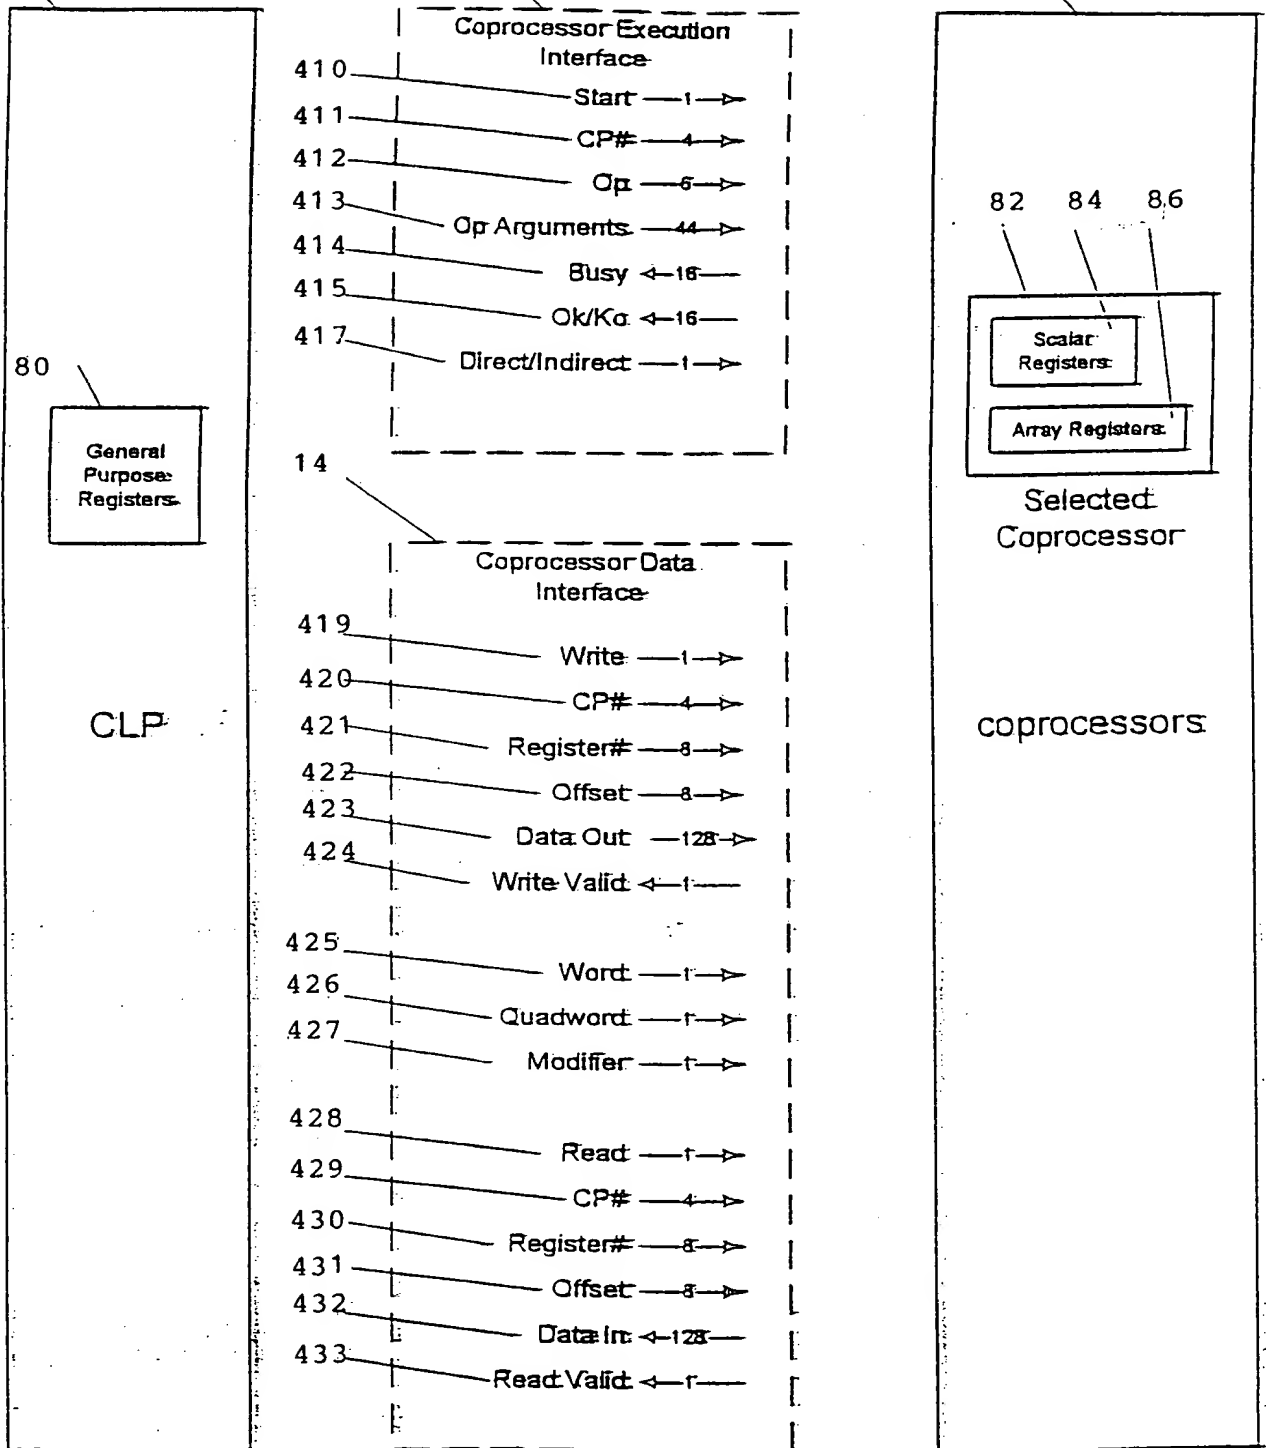 Coprocessor Execution
Interface
410
Start 1
411
CP# 4
412
Op 6
413
Op Arguments 44
414
Busy 16
415
Ok/Ko 16
417
Direct/Indirect 1
80
General
Purpose
Registers
CLP
14
Coprocessor Data
Interface
419
Write 1
420
CP# 4
421
Register# 8
422
Offset 8
423
Data Out 128
424
Write Valid 1
425
Word 1
426
Quadword 1
427
Modifier 1
428
Read 1
429
CP# 4
430
Register# 8
431
Offset 8
432
Data In 128
433
Read Valid 1
82 84 86
Scalar
Registers
Array Registers
Selected
Coprocessor
coprocessors